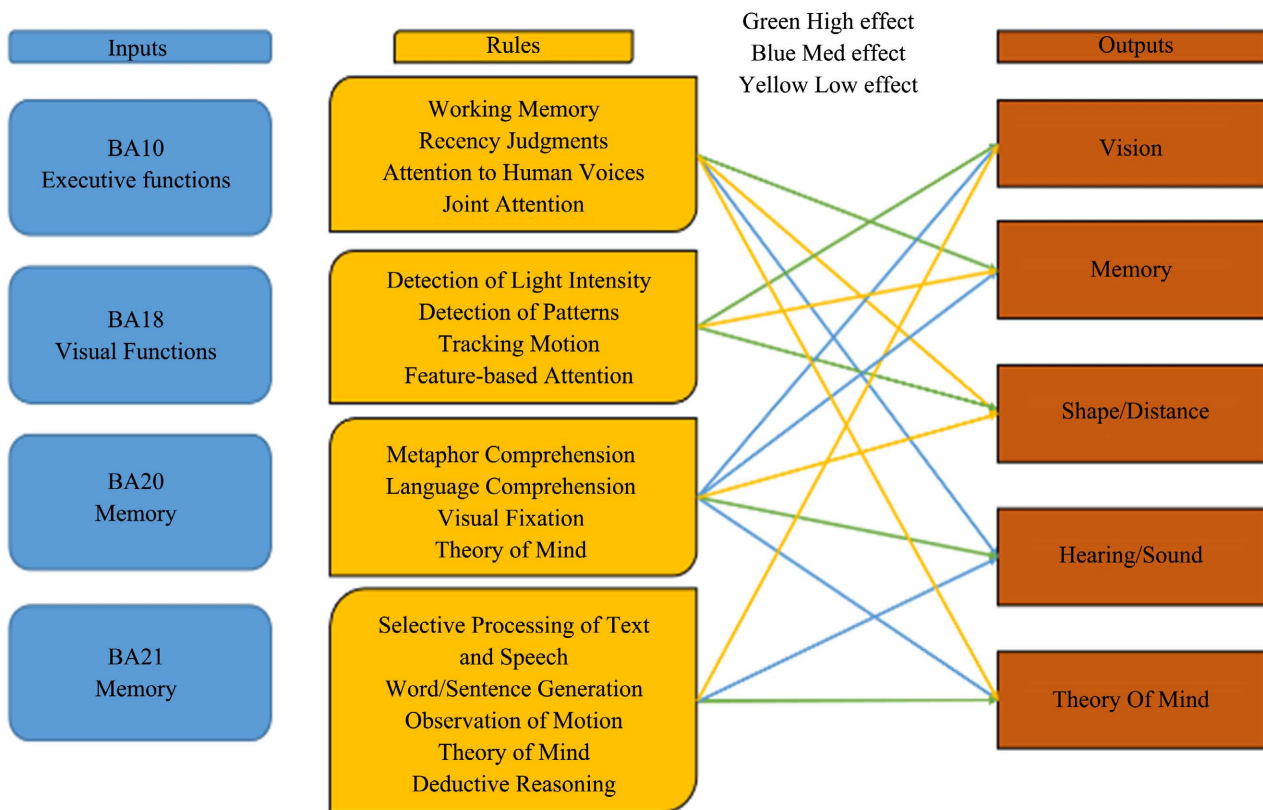 Inputs
Rules
Green High effect
Blue Med effect
Yellow Low effect
Outputs
BA10
Executive functions
Working Memory
Recency Judgments
Attention to Human Voices
Joint Attention
Vision
BA18
Visual Functions
Detection of Light Intensity
Detection of Patterns
Tracking Motion
Feature-based Attention
Memory
BA20
Memory
Metaphor Comprehension
Language Comprehension
Visual Fixation
Theory of Mind
Shape/Distance
Hearing/Sound
BA21
Memory
Selective Processing of Text
and Speech
Word/Sentence Generation
Observation of Motion
Theory of Mind
Deductive Reasoning
Theory Of Mind